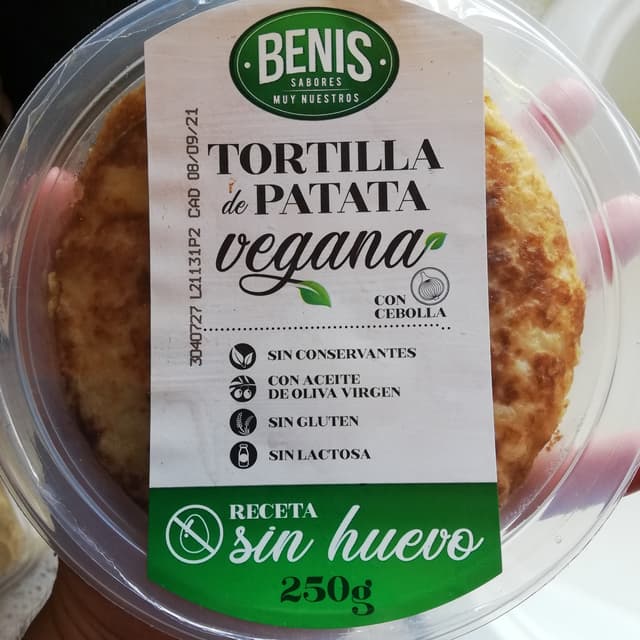 BENIS
SABORES
MUY NUESTROS
3040727 L21131P2 CAD 08/09/21
TORTILLA
de PATATA
vegana
CON
CEBOLLA
SIN CONSERVANTES
CON ACEITE
DE OLIVA VIRGEN
SIN GLUTEN
SIN LACTOSA
RECETA
sin huevo
250g